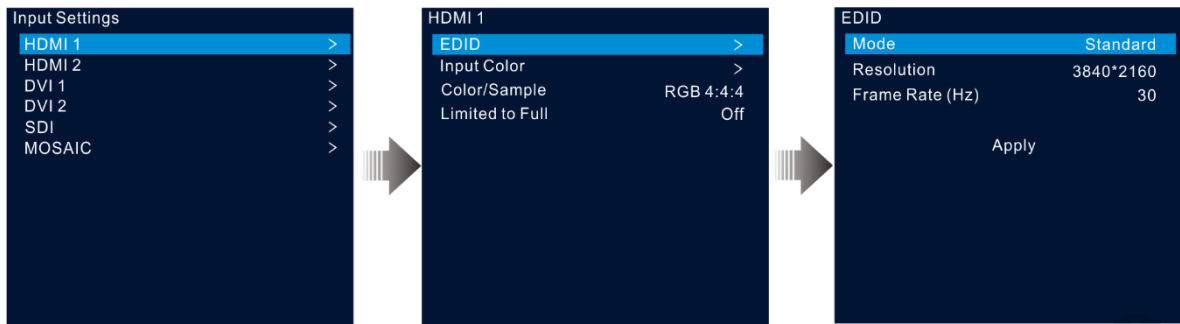 Input Settings
HDMI 1 >
HDMI 2 >
DVI 1 >
DVI 2 >
SDI >
MOSAIC >
HDMI 1
EDID >
Input Color >
Color/Sample RGB 4:4:4
Limited to Full Off
EDID
Mode Standard
Resolution 3840*2160
Frame Rate (Hz) 30
Apply